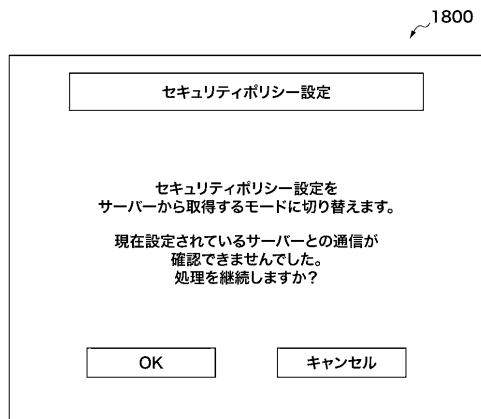 1800
セキュリティポリシー設定
セキュリティポリシー設定を
サーバーから取得するモードに切り替えます。
現在設定されているサーバーとの通信が
確認できませんでした。
処理を継続しますか？
OK
キャンセル